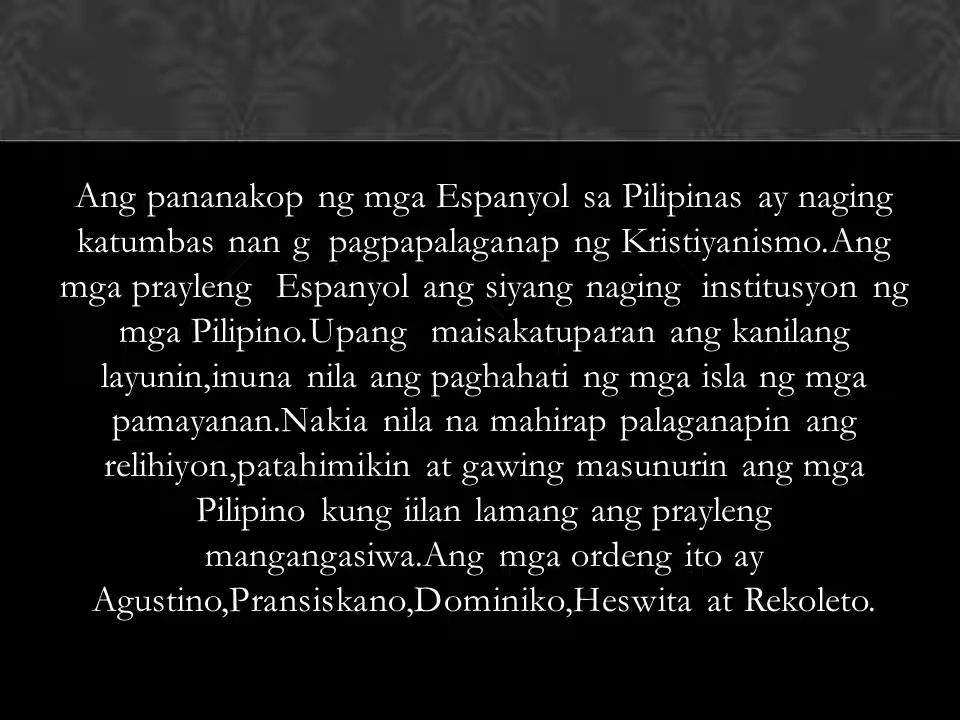 Ang pananakop ng mga Espanyol sa Pilipinas ay naging
katumbas nan g pagpapalaganap ng Kristiyanismo.Ang
mga prayleng Espanyol ang siyang naging institusyon ng
mga Pilipino.Upang maisakatuparan ang kanilang
layunin,inuna nila ang paghahati ng mga isla ng mga
pamayanan.Nakia nila na mahirap palaganapin ang
relihiyon,patahimikin at gawing masunurin ang mga
Pilipino kung iilan lamang ang prayleng
mangangasiwa.Ang mga ordeng ito ay
Agustino,Pransiskano,Dominiko,Heswita at Rekoleto.